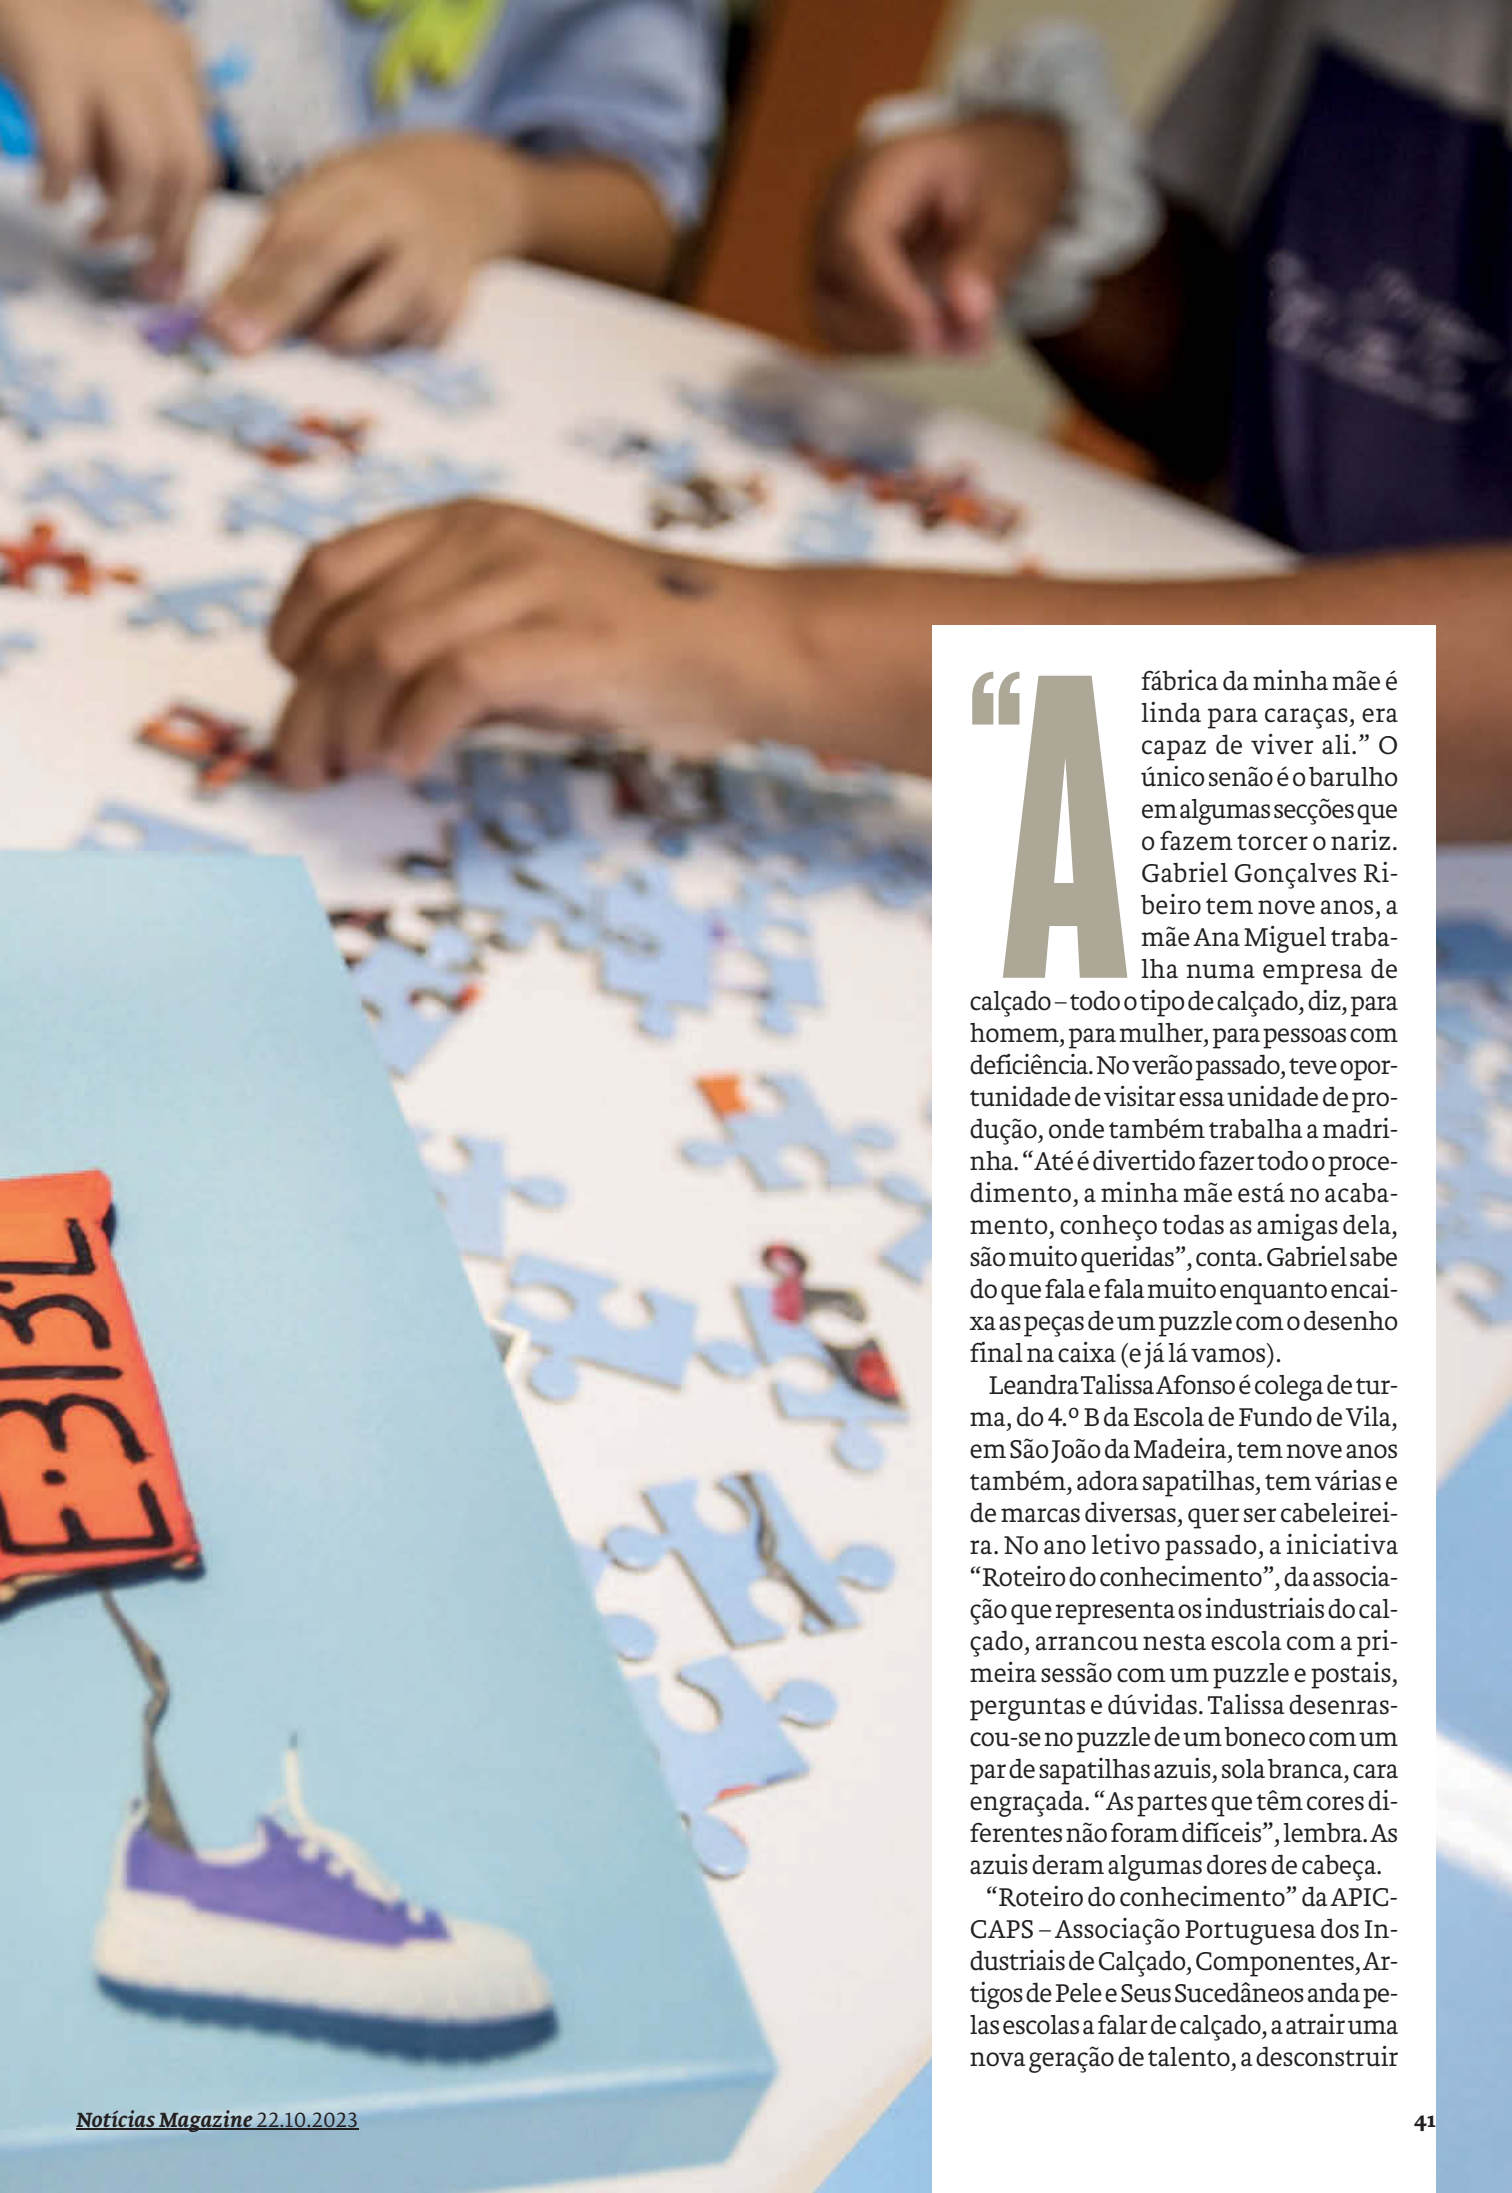 “A
fábrica da minha mãe é
linda para caraças, era
capaz de viver ali.” O
único senão é o barulho
em algumas secções que
o fazem torcer o nariz.
Gabriel Gonçalves Ri-
beiro tem nove anos, a
mãe Ana Miguel traba-
lha numa empresa de
calçado – todo o tipo de calçado, diz, para
homem, para mulher, para pessoas com
deficiência. No verão passado, teve opor-
tunidade de visitar essa unidade de pro-
dução, onde também trabalha a madri-
nha. “Até é divertido fazer todo o proce-
dimento, a minha mãe está no acaba-
mento, conheço todas as amigas dela,
são muito queridas”, conta. Gabriel sabe
do que fala e fala muito enquanto encai-
xa as peças de um puzzle com o desenho
final na caixa (e já lá vamos).
Leandra Talissa Afonso é colega de tur-
ma, do 4.º B da Escola de Fundo de Vila,
em São João da Madeira, tem nove anos
também, adora sapatilhas, tem várias e
de marcas diversas, quer ser cabeleirei-
ra. No ano letivo passado, a iniciativa
“Roteiro do conhecimento”, da associa-
ção que representa os industriais do cal-
çado, arrancou nesta escola com a pri-
meira sessão com um puzzle e postais,
perguntas e dúvidas. Talissa desenras-
cou-se no puzzle de um boneco com um
par de sapatilhas azuis, sola branca, cara
engraçada. “As partes que têm cores di-
ferentes não foram difíceis”, lembra. As
azuis deram algumas dores de cabeça.
“Roteiro do conhecimento” da APIC-
CAPS – Associação Portuguesa dos In-
dustriais de Calçado, Componentes, Ar-
tigos de Pele e Seus Sucedâneos anda pe-
las escolas a falar de calçado, a atrair uma
nova geração de talento, a desconstruir
Notícias Magazine 22.10.2023
41